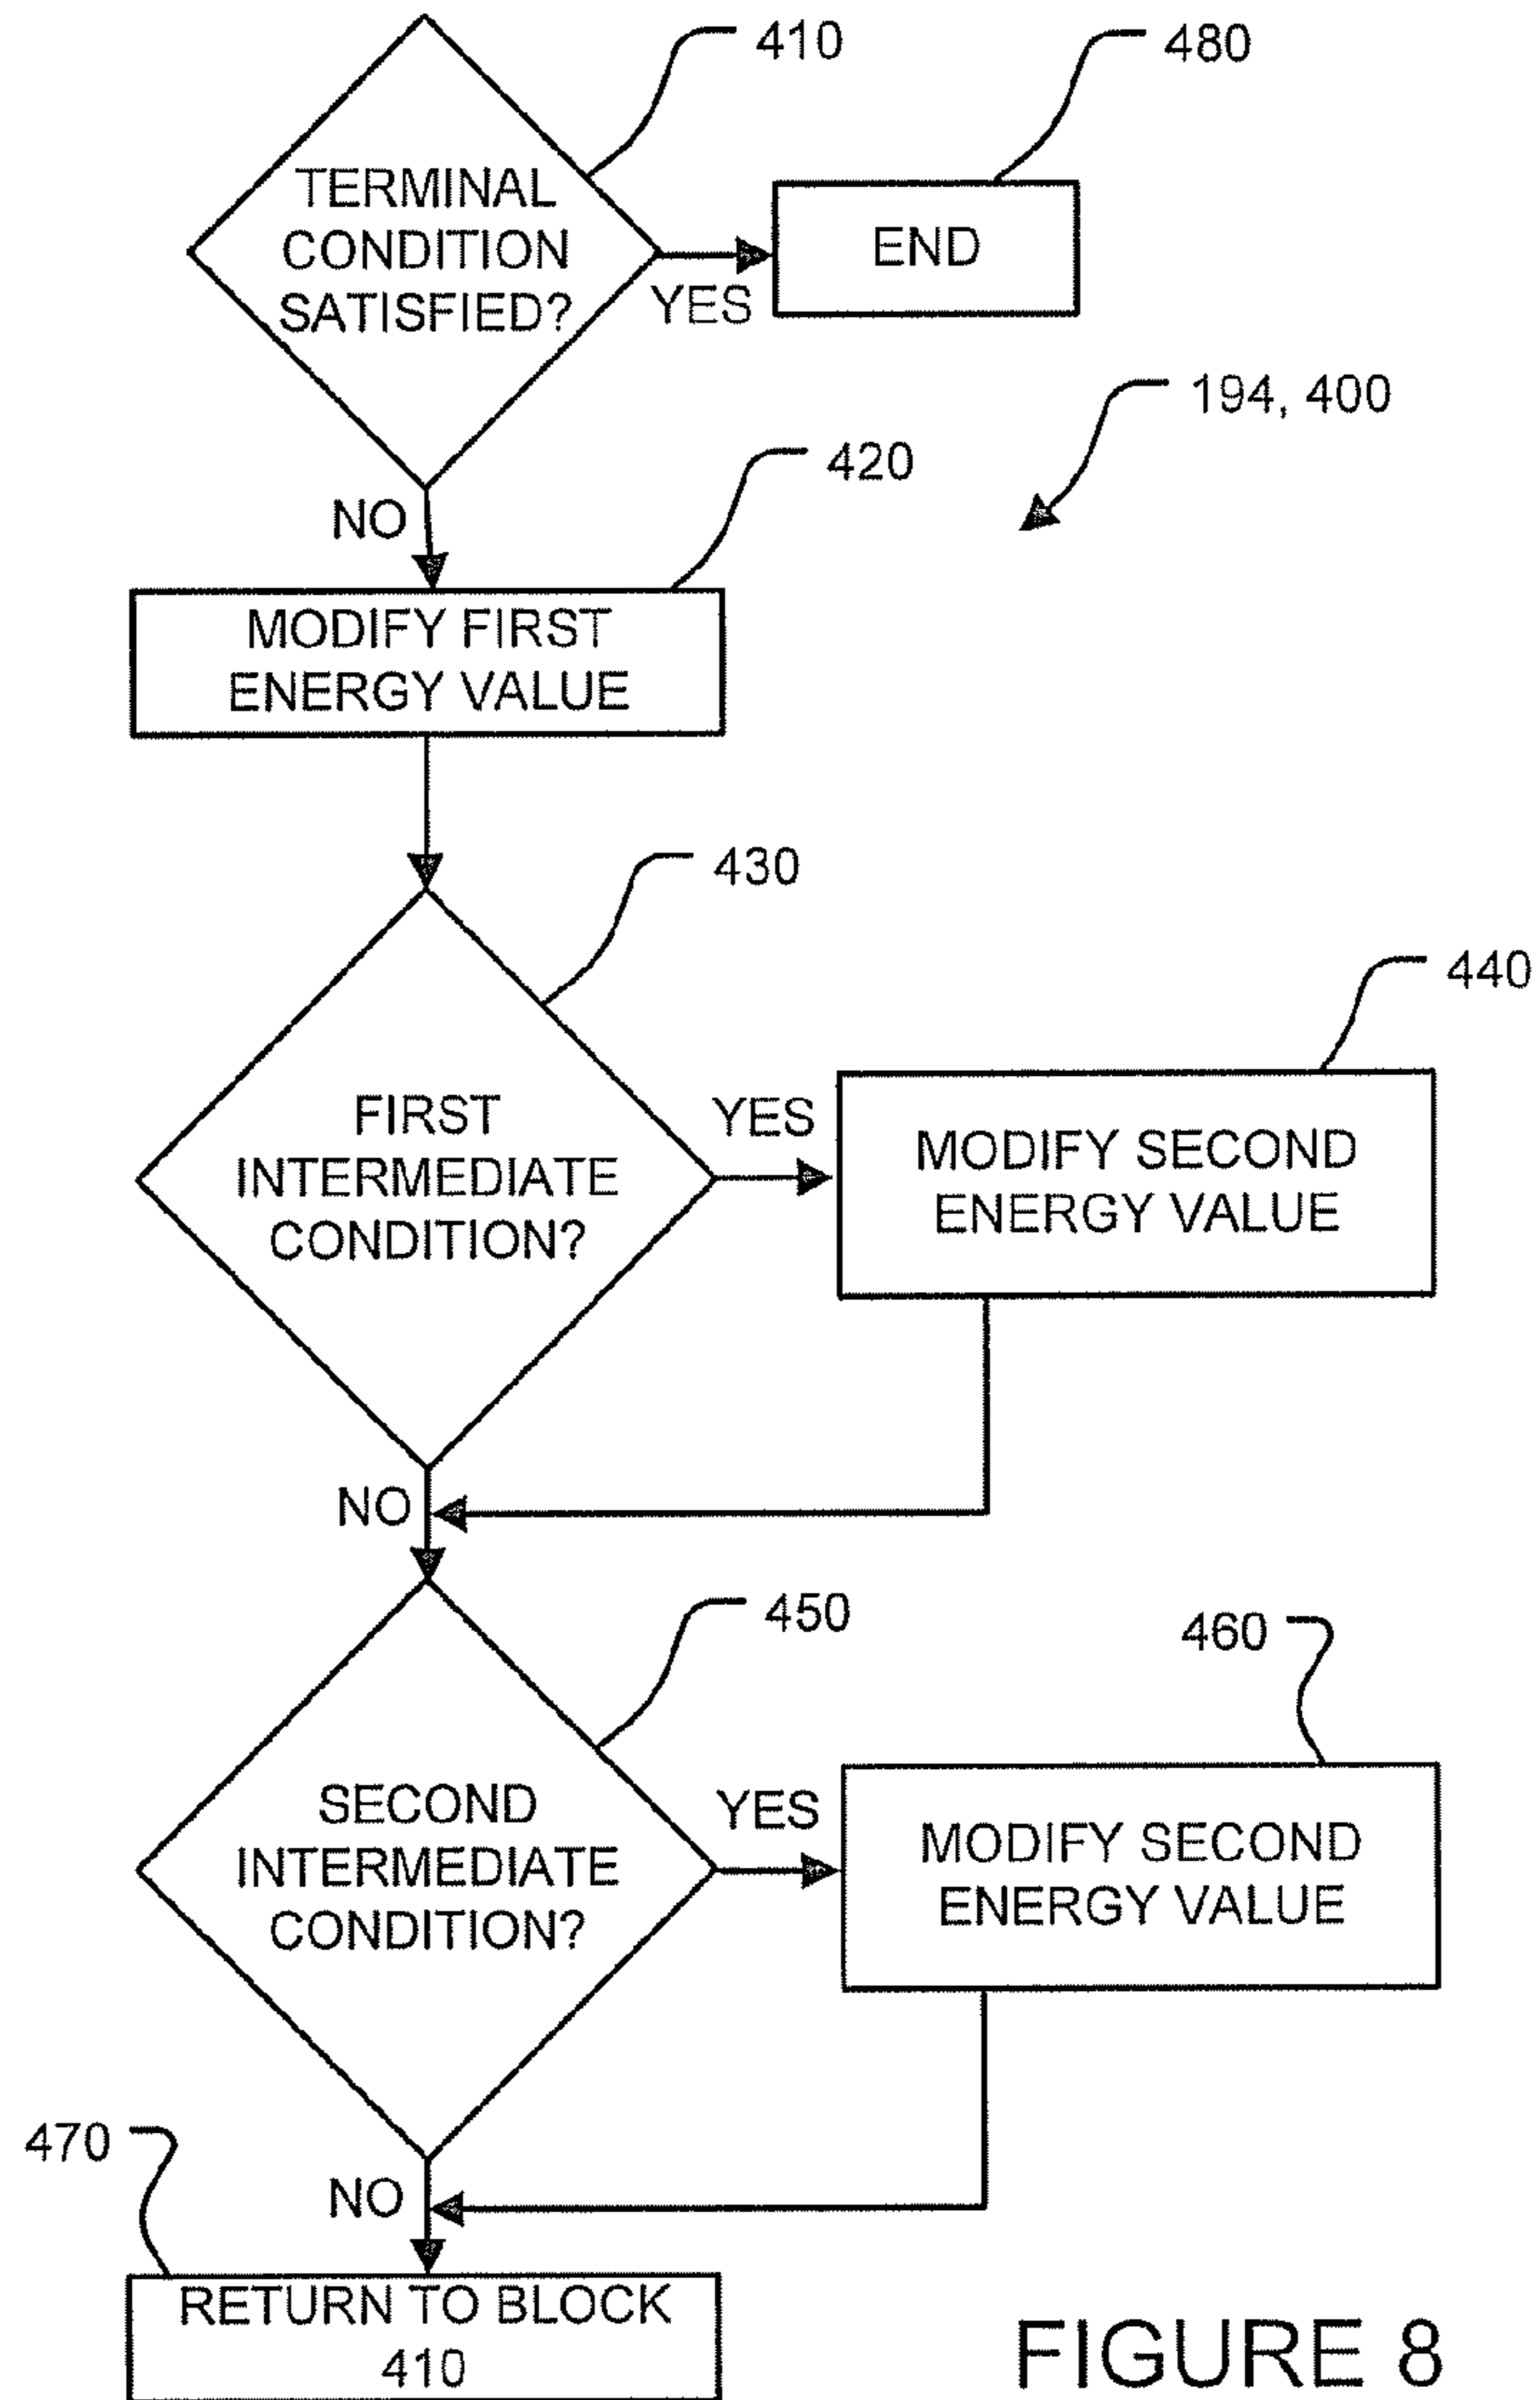 410
480
TERMINAL
CONDITION
SATISFIED?
YES
END
194, 400
NO
420
MODIFY FIRST
ENERGY VALUE
430
440
FIRST
INTERMEDIATE
CONDITION?
YES
MODIFY SECOND
ENERGY VALUE
NO
450
460
SECOND
INTERMEDIATE
CONDITION?
YES
MODIFY SECOND
ENERGY VALUE
470
NO
RETURN TO BLOCK
410
FIGURE 8